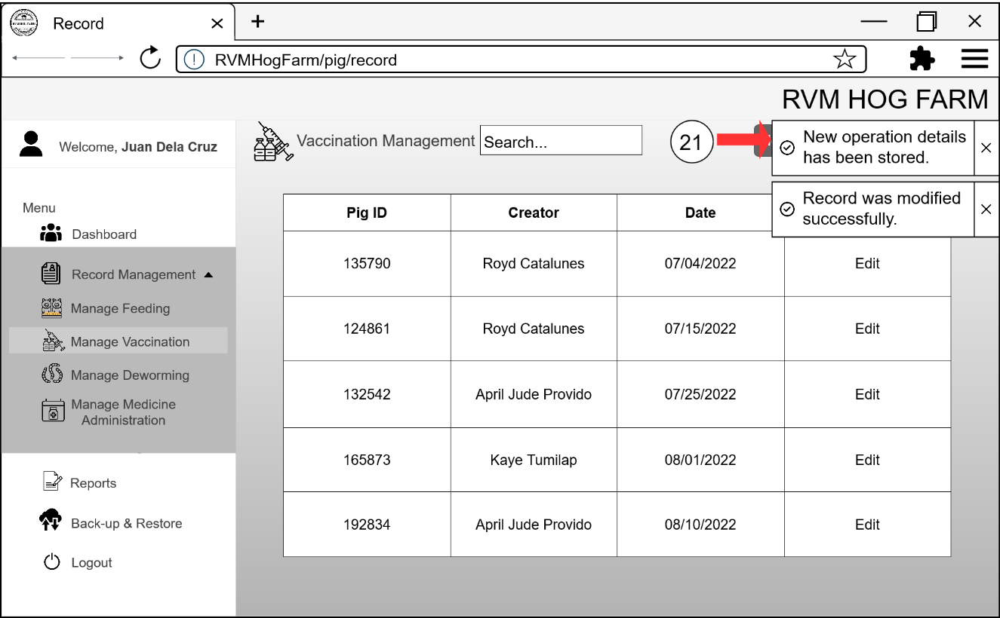 Record
RVMHogFarm/pig/record
RVM HOG FARM
Welcome, Juan Dela Cruz
Vaccination Management
Search...
21
New operation details
has been stored.
Record was modified
successfully.
Menu
Dashboard
Record Management
Manage Feeding
Manage Vaccination
Manage Deworming
Manage Medicine
Administration
Reports
Back-up & Restore
Logout
Pig ID Creator Date
135790 Royd Catalunes 07/04/2022 Edit
124861 Royd Catalunes 07/15/2022 Edit
132542 April Jude Provido 07/25/2022 Edit
165873 Kaye Tumilap 08/01/2022 Edit
192834 April Jude Provido 08/10/2022 Edit